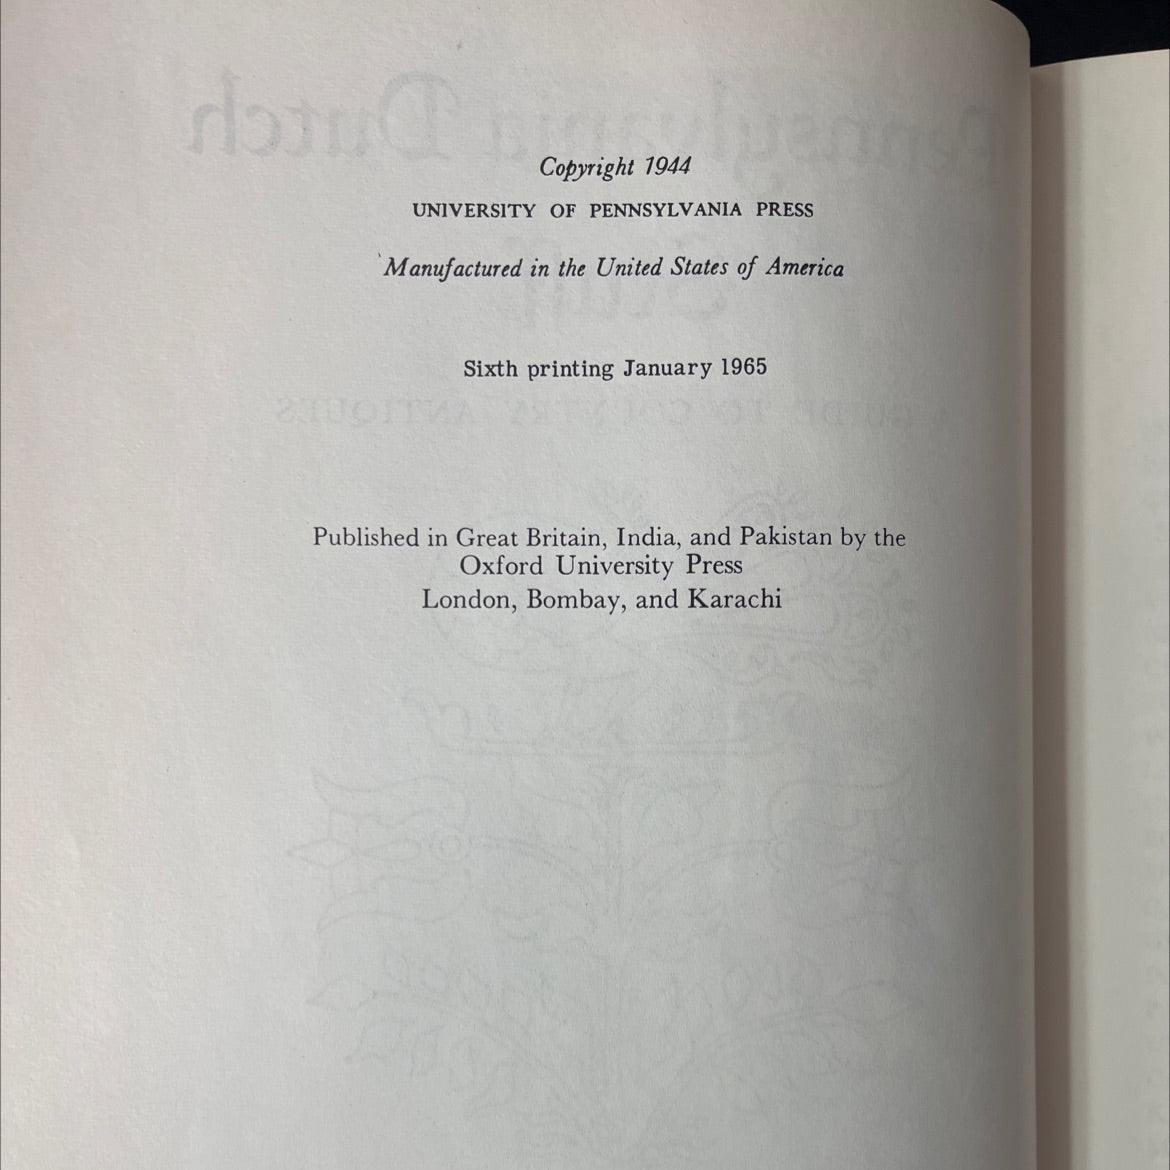 Copyright 1944
UNIVERSITY OF PENNSYLVANIA PRESS
Manufactured in the United States of America
Sixth printing January 1965
Published in Great Britain, India, and Pakistan by the
Oxford University Press
London, Bombay, and Karachi